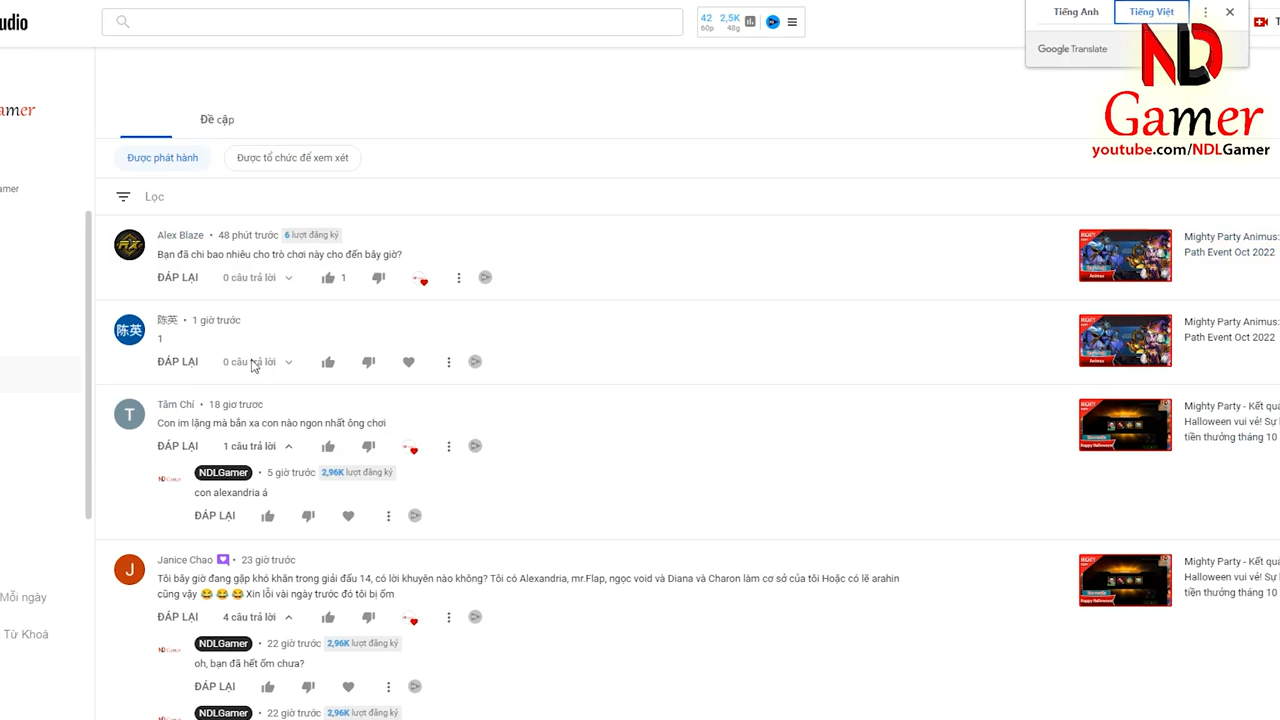 udio
42 2,5K
60p 48g
Tiếng Anh Tiếng Việt
Google Translate
ND
Gamer
youtube.com/NDLGamer
amer
amer
Mỗi ngày
Từ Khoá
Đề cập
Được phát hành Được tổ chức để xem xét
Lọc
Alex Blaze • 48 phút trước 6 lượt đăng ký
Bạn đã chi bao nhiêu cho trò chơi này cho đến bây giờ?
ĐÁP LẠI 0 câu trả lời 1
Mighty Party Animus:
Path Event Oct 2022
陈英
陈英 • 1 giờ trước
1
ĐÁP LẠI 0 câu trả lời
Mighty Party Animus:
Path Event Oct 2022
T
Tâm Chí • 18 giơ trươc
Con im lặng mà bắn xa con nào ngon nhất ông chơi
ĐÁP LẠI 1 câu trả lời
Mighty Party - Kết quả
Halloween vui vẻ! Sự k
tiền thưởng tháng 10
NDLGamer • 5 giờ trước 2,96K lượt đăng ký
con alexandria á
ĐÁP LẠI
J
Janice Chao • 23 giờ trước
Tôi bây giờ đang gặp khó khăn trong giải đấu 14, có lời khuyên nào không? Tôi có Alexandria, mr.Flap, ngọc void và Diana và Charon làm cơ sở của tôi Hoặc có lẽ arahin
cũng vậy 😂 😂 😂 Xin lỗi vài ngày trước đó tôi bị ốm
ĐÁP LẠI 4 câu trả lời
Mighty Party - Kết quả
Halloween vui vẻ! Sự k
tiền thưởng tháng 10
NDLGamer • 22 giờ trước 2,96K lượt đăng ký
oh, bạn đã hết ốm chưa?
ĐÁP LẠI
NDLGamer • 22 giờ trước 2,96K lượt đăng ký